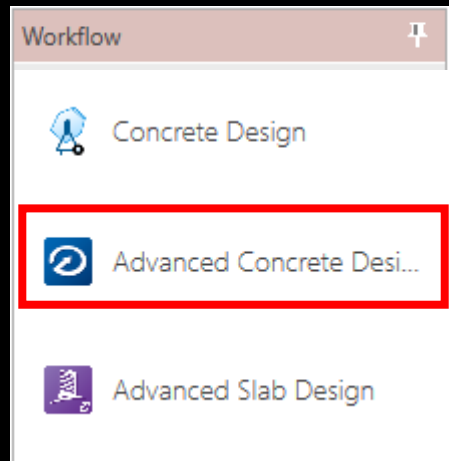 Workflow
Concrete Design
Advanced Concrete Desi...
Advanced Slab Design